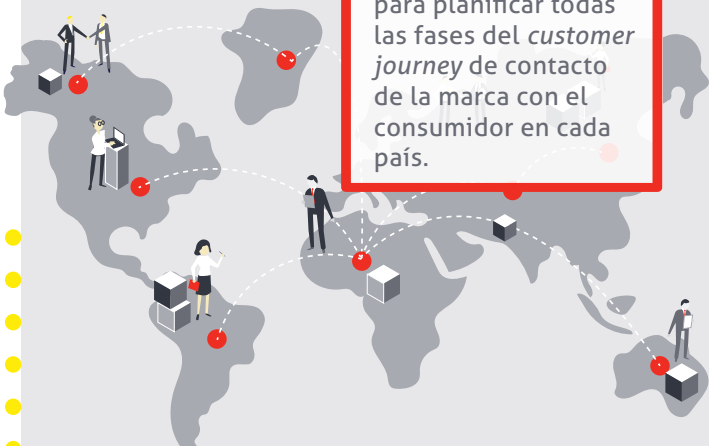 para planificar todas
las fases del customer
journey de contacto
de la marca con el
consumidor en cada
país.